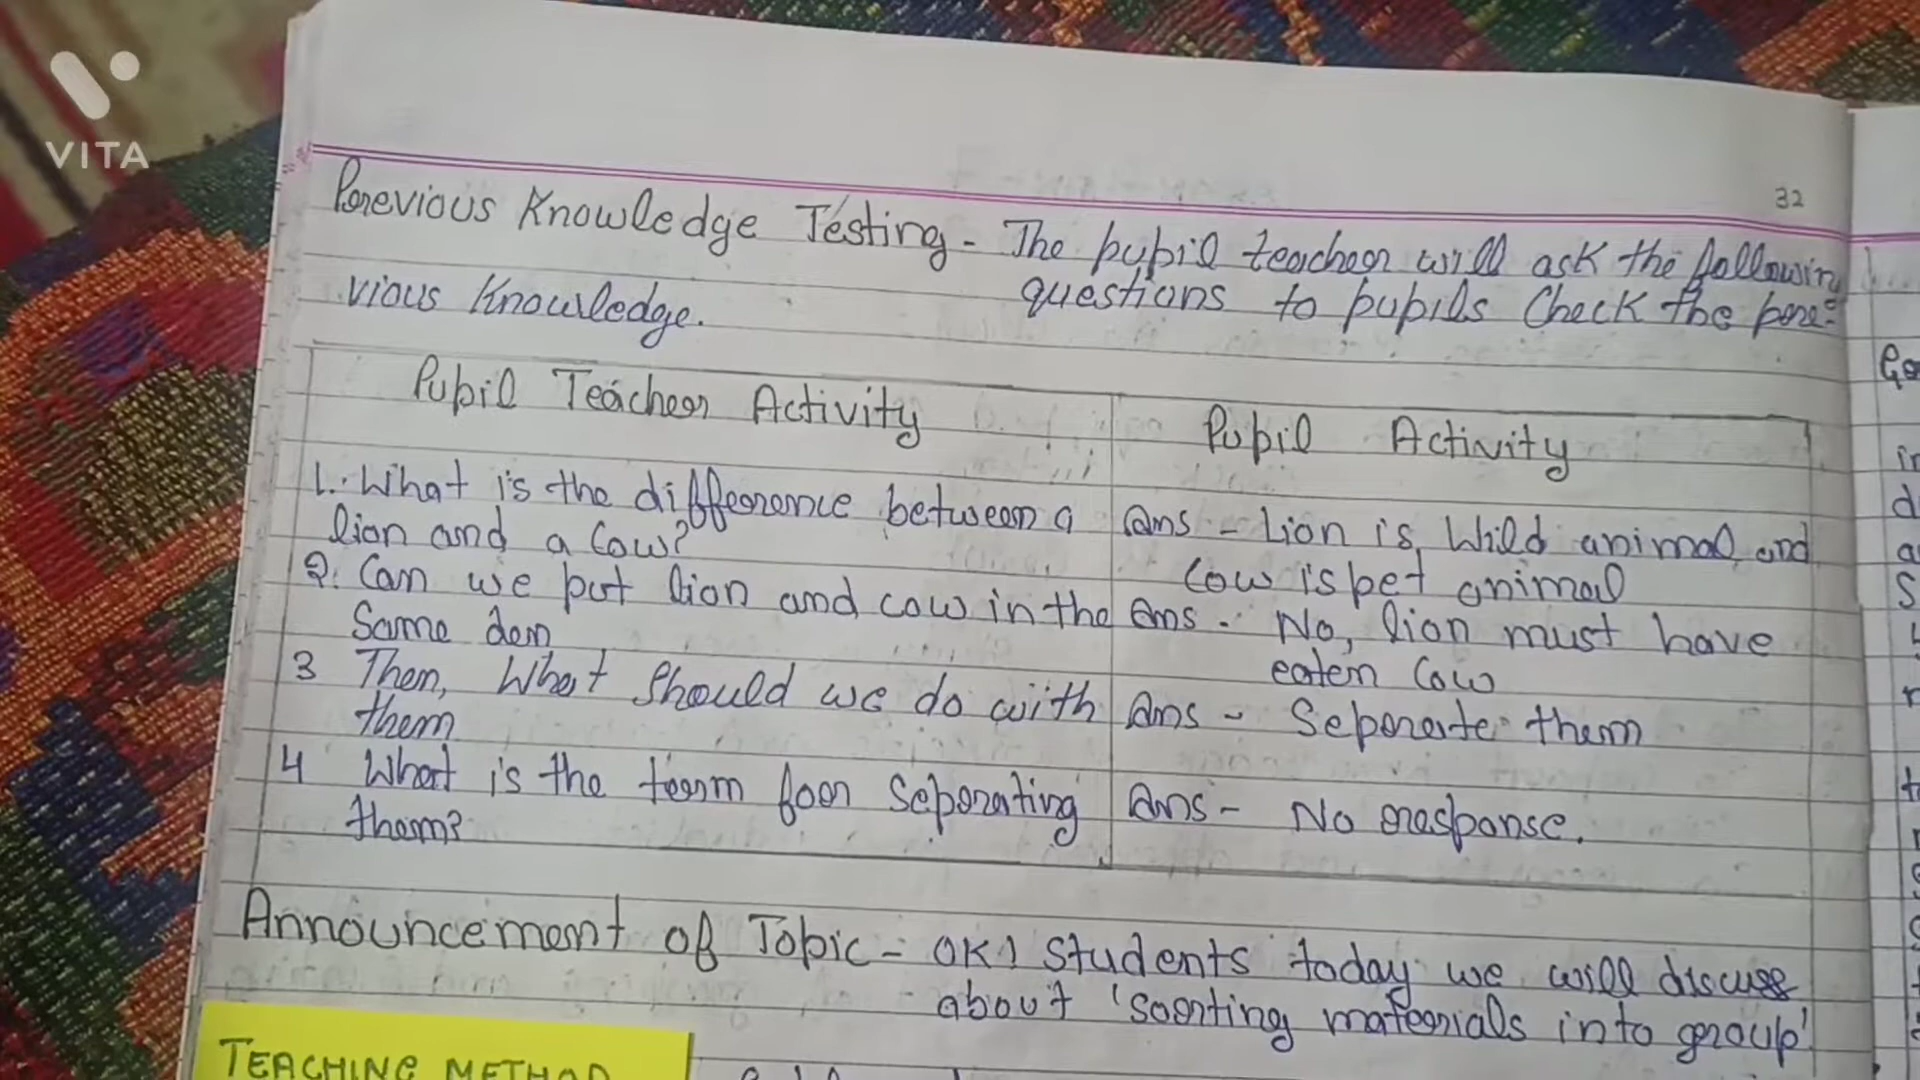 VITA
32
Previous Knowledge Testing - The pupil teacher will ask the following
questions to pupils Check the pre-
vious Knowledge.
Pupil Teacher Activity
Pupil Activity
1. What is the difference between a
lion and a Cow?
Ans - Lion is Wild animal and
Cow is pet animal
2. Can we put lion and cow in the
Same den
Ans - No, lion must have
eaten Cow
3 Then, What Should we do with
them
Ans - Seperate them
4 What is the term for Seperating
them?
Ans - No response.
Announcement of Topic - OK! Students today we will discuss
about 'Sorting materials into group'
TEACHING METHOD